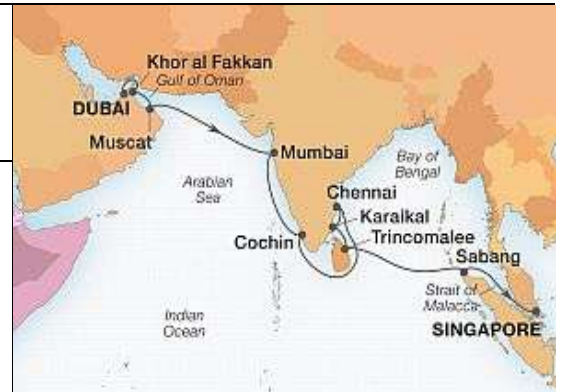 Khor al Fakkan
Gulf of Oman
DUBAI
Muscat
Mumbai
Bay of
Bengal
Arabian
Sea
Chennai
Karaikal
Trincomalee
Cochin
Sabang
Strait of
Malacca
Indian
Ocean
SINGAPORE